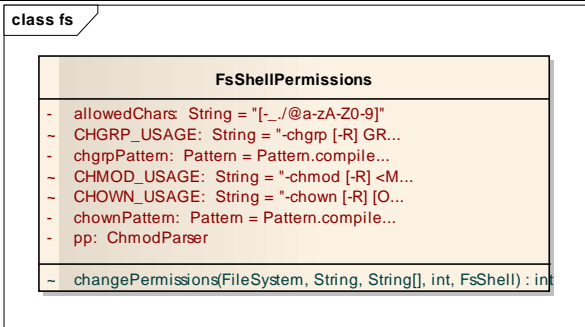 class fs
FsShellPermissions
- allowedChars: String = "[-_./@a-zA-Z0-9]"
~ CHGRP_USAGE: String = "-chgrp [-R] GR...
- chgrpPattern: Pattern = Pattern.compile...
~ CHMOD_USAGE: String = "-chmod [-R] <M...
~ CHOWN_USAGE: String = "-chown [-R] [O...
- chownPattern: Pattern = Pattern.compile...
- pp: ChmodParser
~ changePermissions(FileSystem, String, String[], int, FsShell) : int